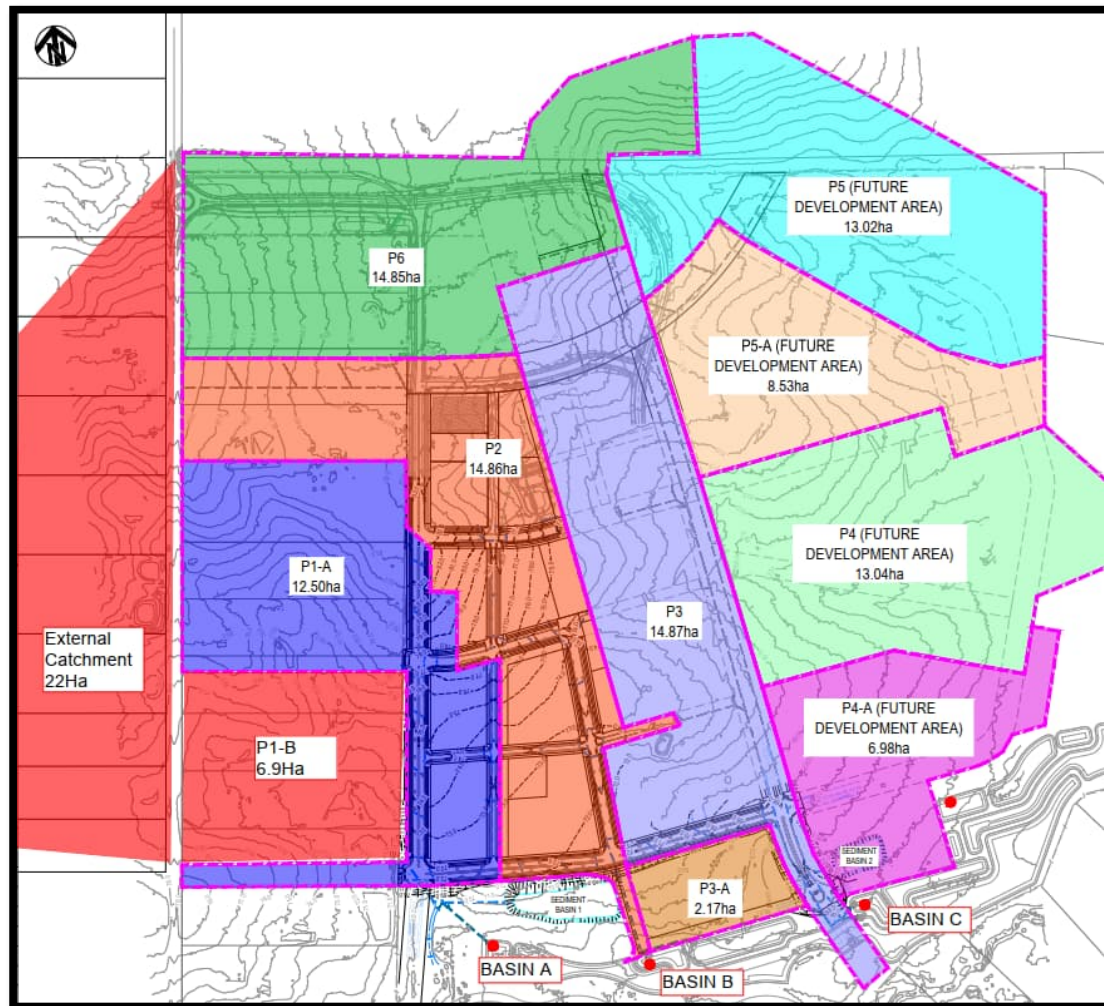 N
P5 (FUTURE
DEVELOPMENT AREA)
13.02ha
P6
14.85ha
P5-A (FUTURE
DEVELOPMENT AREA)
8.53ha
P2
14.86ha
P4 (FUTURE
DEVELOPMENT AREA)
13.04ha
P1-A
12.50ha
P3
14.87ha
External
Catchment
22Ha
P4-A (FUTURE
DEVELOPMENT AREA)
6.98ha
P1-B
6.9Ha
SEDIMENT
BASIN 2
P3-A
2.17ha
SEDIMENT
BASIN 1
BASIN C
BASIN A
BASIN B